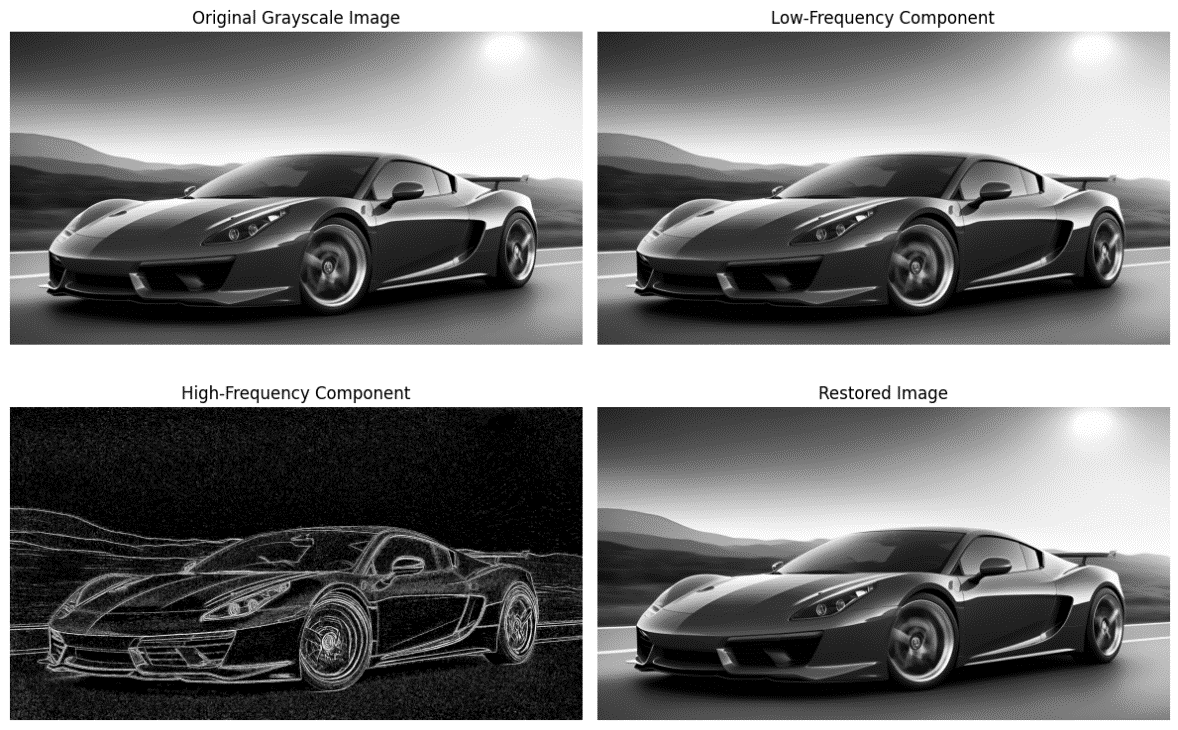 Original Grayscale Image
Low-Frequency Component
High-Frequency Component
Restored Image